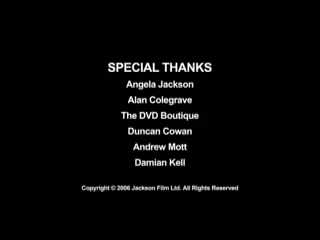 SPECIAL THANKS
Angela Jackson
Alan Colegrave
The DVD Boutique
Duncan Cowan
Andrew Mott
Damian Kell
Copyright © 2006 Jackson Film Ltd. All Rights Reserved